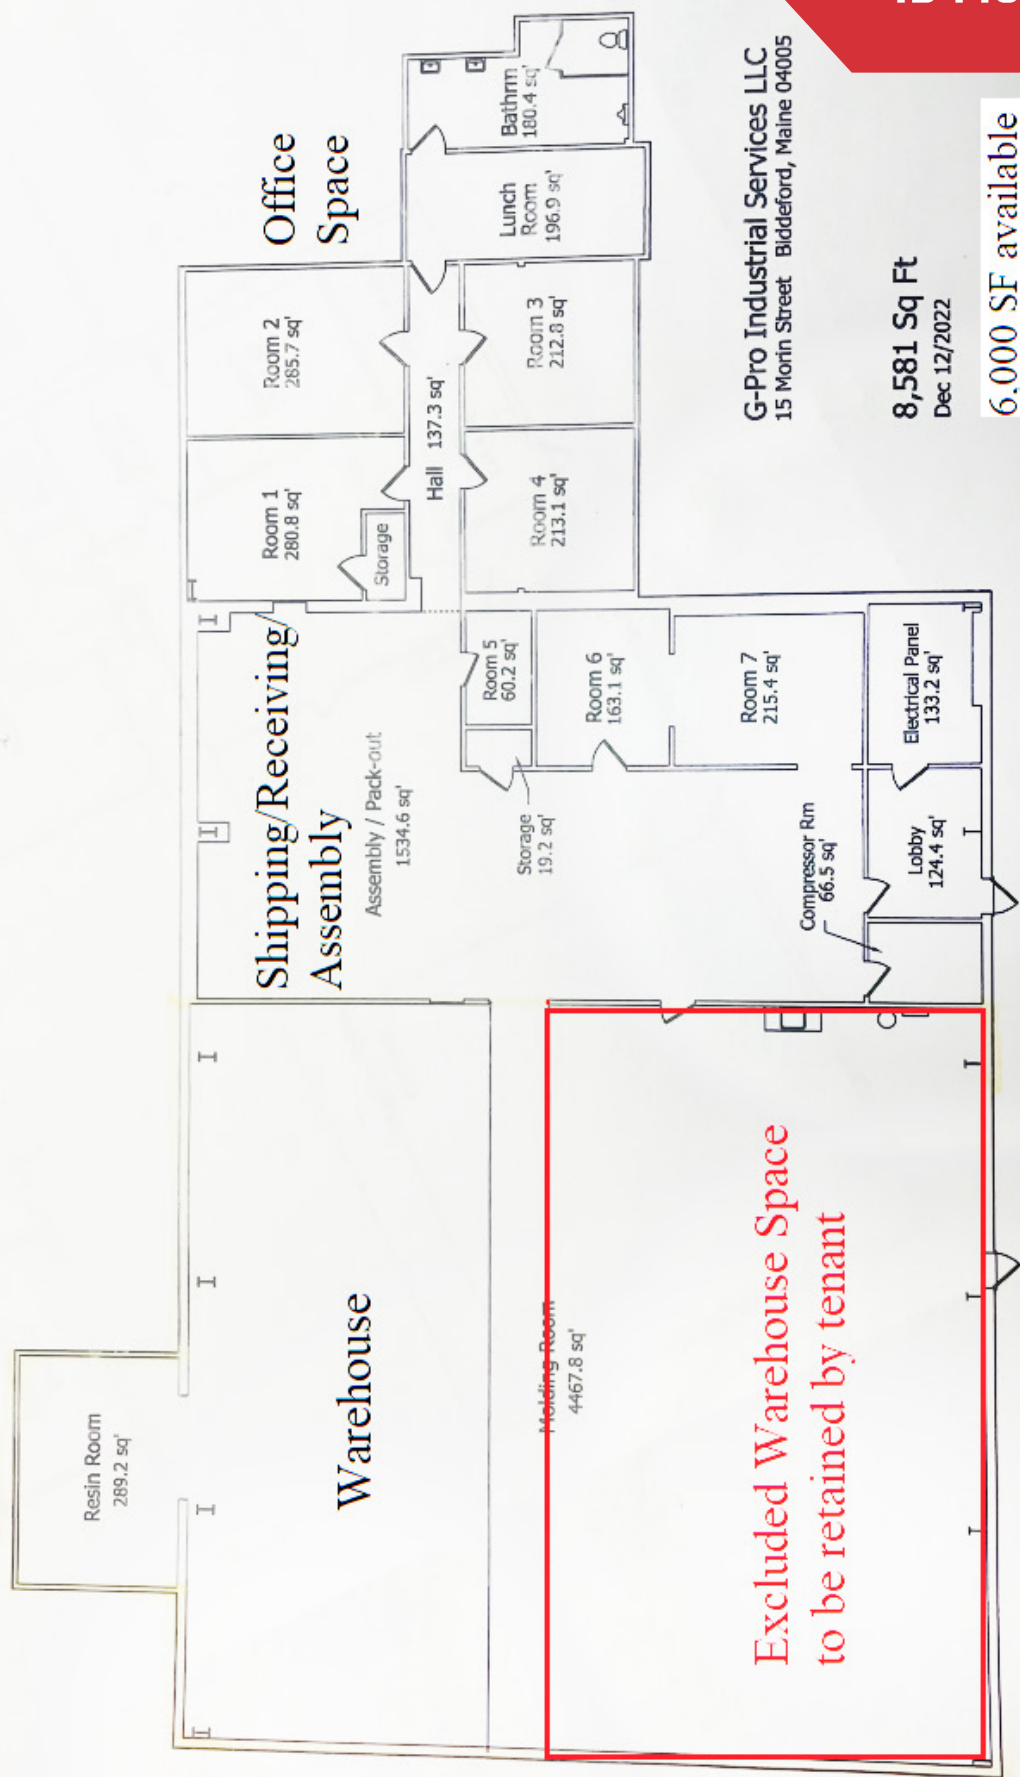 Office
Space
Bathrm
180.4 sq'
Lunch
Room
196.9 sq'
Room 2
285.7 sq'
Room 3
212.8 sq'
Hall 137.3 sq'
Room 1
280.8 sq'
Storage
Room 4
213.1 sq'
Shipping/Receiving/
Assembly
Assembly / Pack-out
1534.6 sq'
Room 5
60.2 sq'
Storage
19.2 sq'
Room 6
163.1 sq'
Room 7
215.4 sq'
Electrical Panel
133.2 sq'
Compressor Rm
66.5 sq'
Lobby
124.4 sq'
Resin Room
289.2 sq'
Warehouse
Molding Room
4467.8 sq'
Excluded Warehouse Space
to be retained by tenant
G-Pro Industrial Services LLC
15 Morin Street Biddeford, Maine 04005
8,581 Sq Ft
Dec 12/2022
6,000 SF available